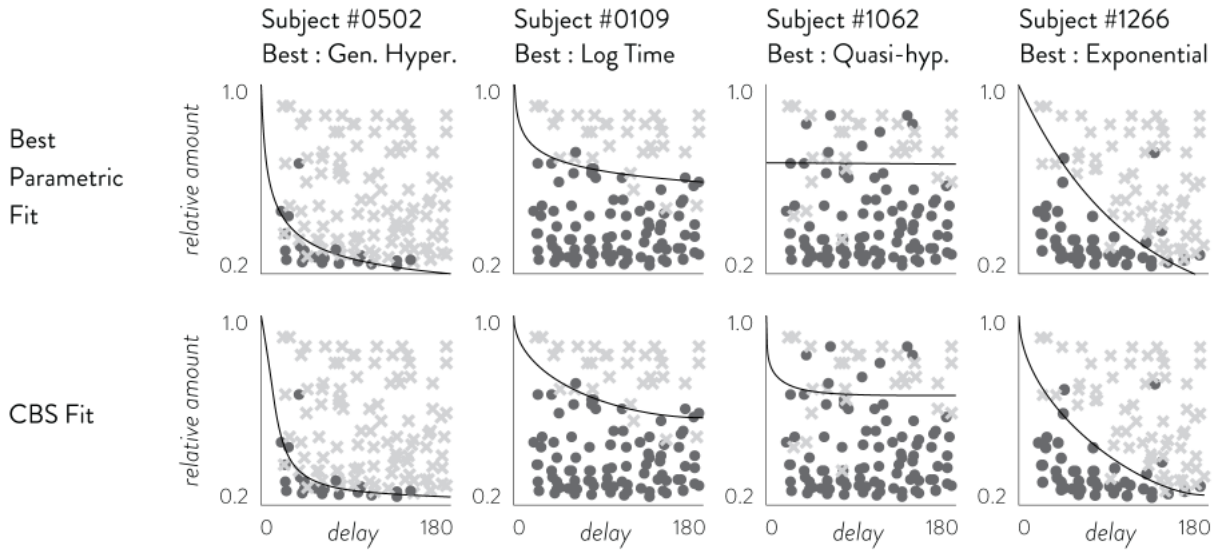 Subject #0502
Best : Gen. Hyper.
Subject #0109
Best : Log Time
Subject #1062
Best : Quasi-hyp.
Subject #1266
Best : Exponential
Best
Parametric
Fit
relative amount
1.0
0.2
1.0
0.2
1.0
0.2
1.0
0.2
CBS Fit
relative amount
1.0
0.2
0
delay
180
1.0
0.2
0
delay
180
1.0
0.2
0
delay
180
1.0
0.2
0
delay
180